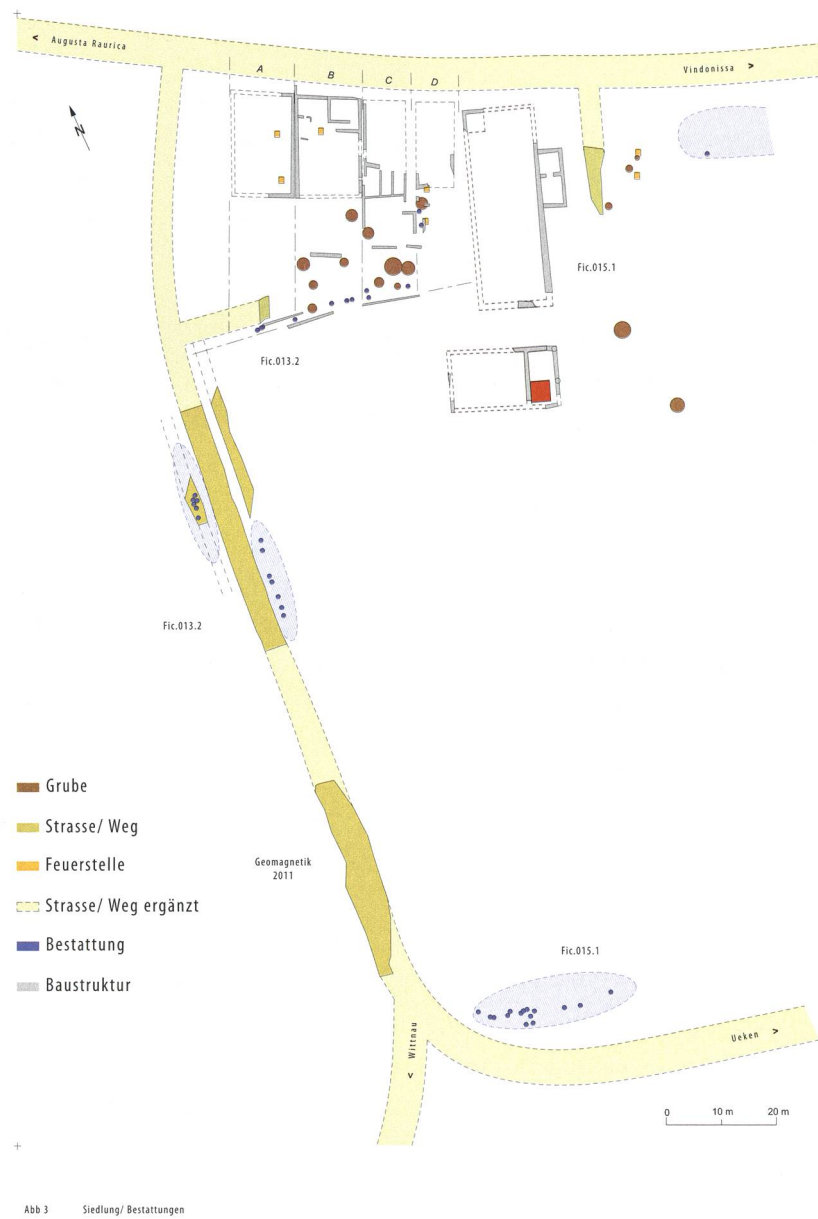 < Augusta Raurica
Vindonissa >
A B C D
N
Fic.015.1
Fic.013.2
Fic.013.2
Grube
Strasse/ Weg
Feuerstelle
Strasse/ Weg ergänzt
Bestattung
Baustruktur
Geomagnetik
2011
Fic.015.1
Wittnau >
Ueken >
0 10 m 20 m
Abb 3 Siedlung/ Bestattungen